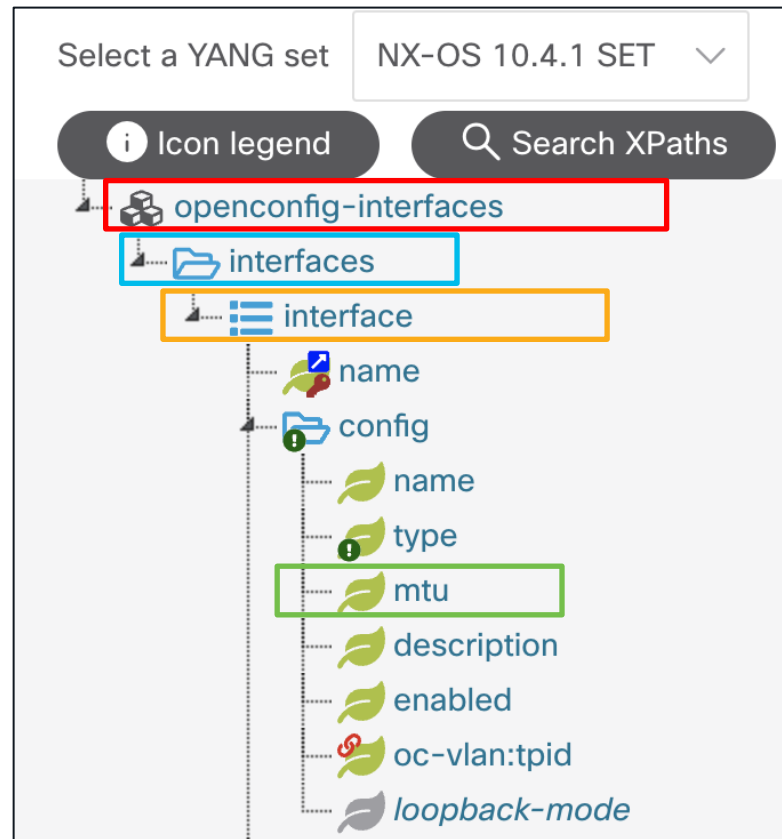 Select a YANG set NX-OS 10.4.1 SET
i Icon legend Search XPaths
openconfig-interfaces
interfaces
interface
name
config
name
type
mtu
description
enabled
oc-vlan:tpid
loopback-mode